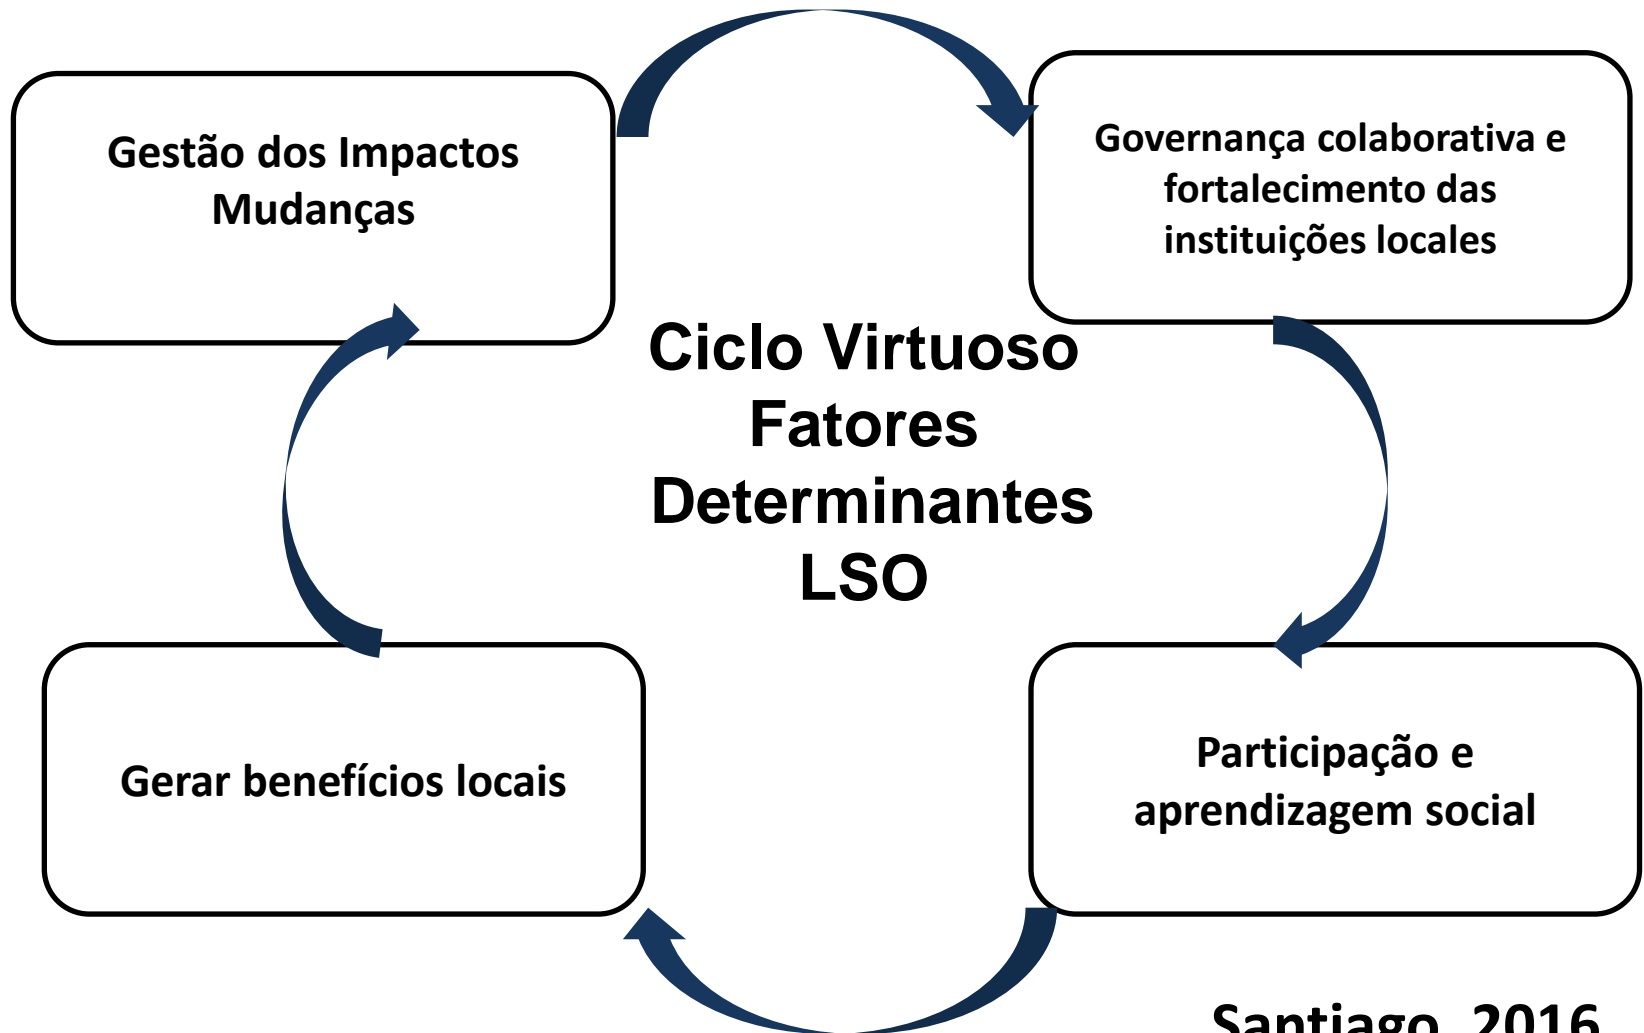 Gestão dos Impactos
Mudanças
Governança colaborativa e
fortalecimento das
instituições locales
Ciclo Virtuoso
Fatores
Determinantes
LSO
Gerar benefícios locais
Participação e
aprendizagem social
Santiago, 2016